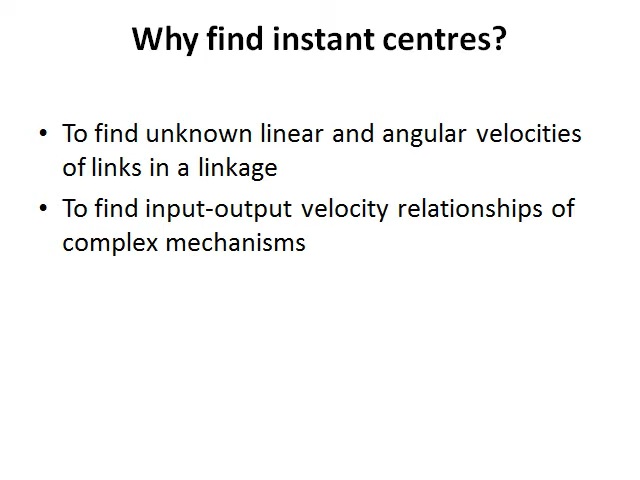 Why find instant centres?
• To find unknown linear and angular velocities
of links in a linkage
• To find input-output velocity relationships of
complex mechanisms